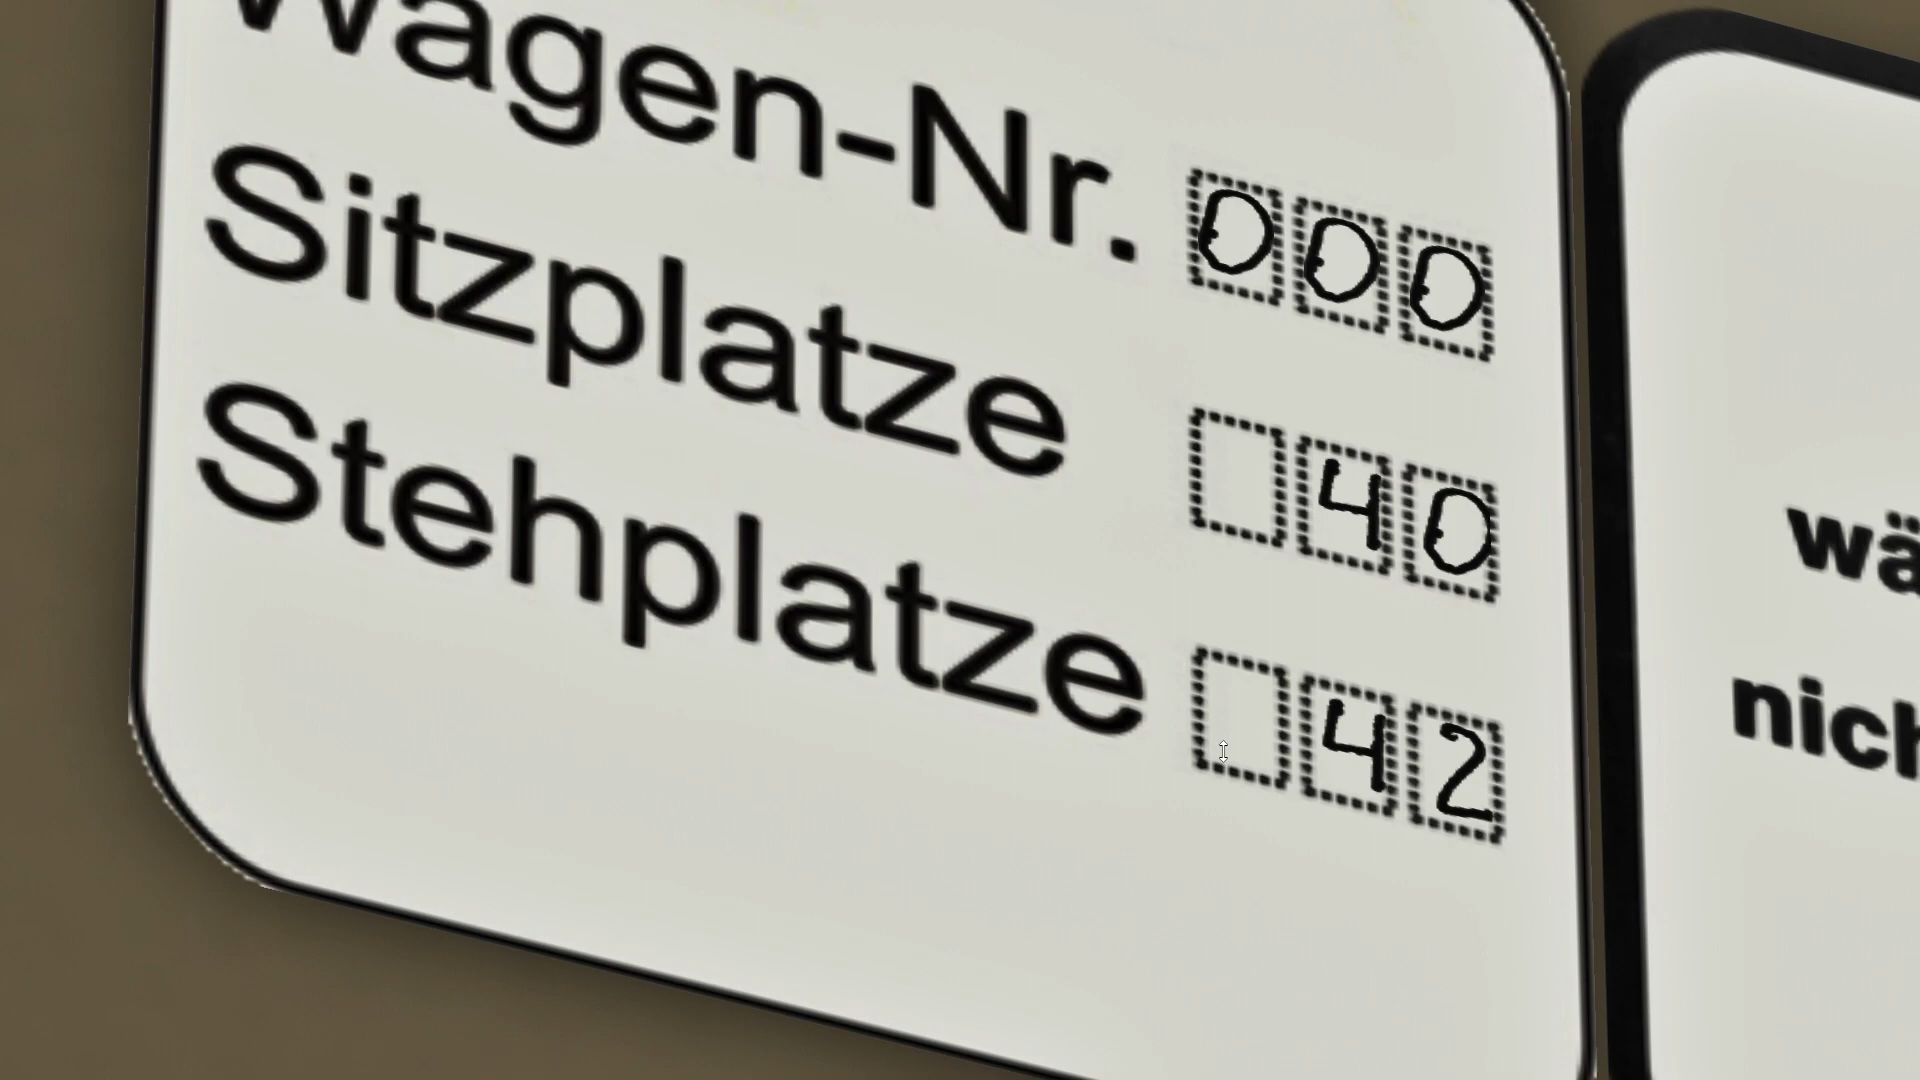 Wagen-Nr. 000
Sitzplatze 40
Stehplatze 42
wä
nich